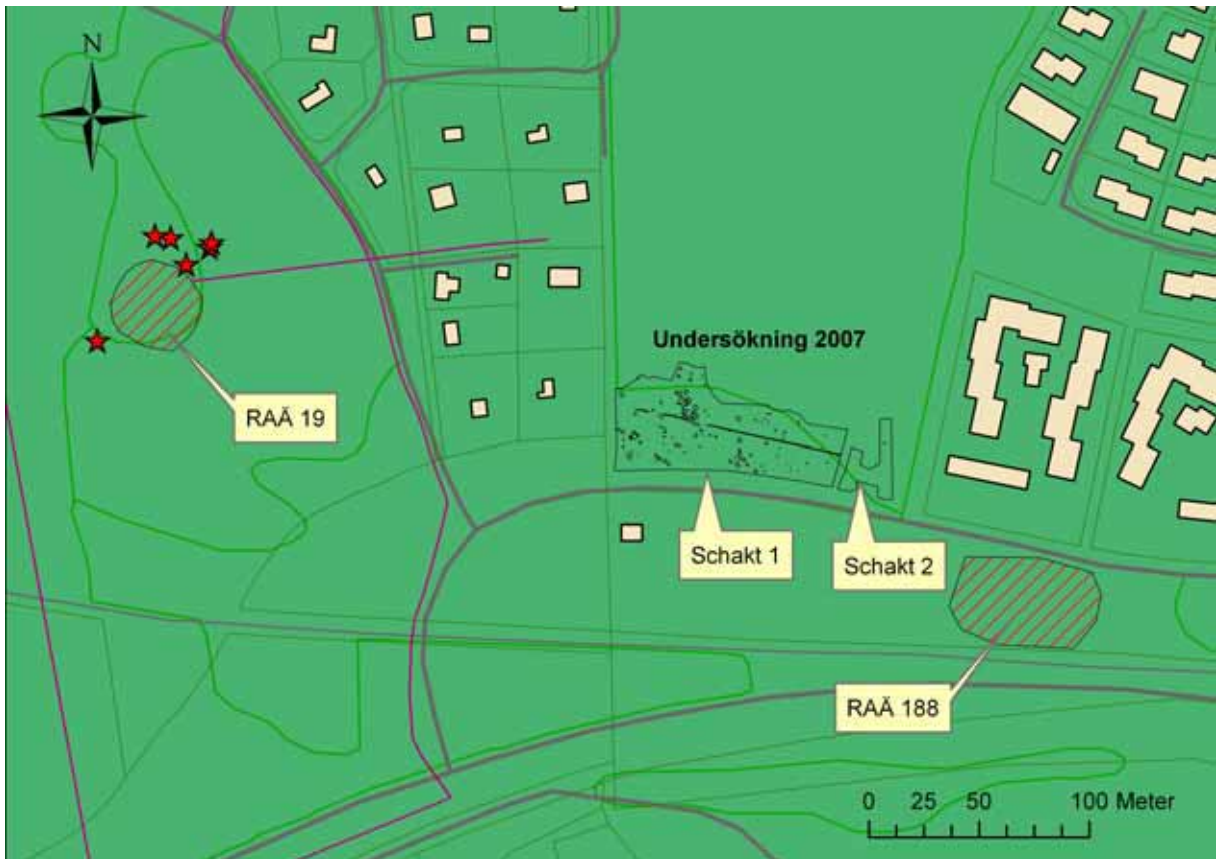 N
Undersökning 2007
RAÄ 19
Schakt 1
Schakt 2
RAÄ 188
0 25 50 100 Meter